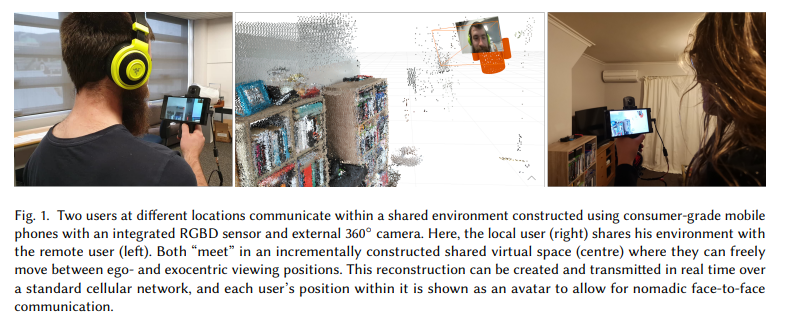 Fig. 1. Two users at different locations communicate within a shared environment constructed using consumer-grade mobile
phones with an integrated RGBD sensor and external 360° camera. Here, the local user (right) shares his environment with
the remote user (left). Both “meet” in an incrementally constructed shared virtual space (centre) where they can freely
move between ego- and exocentric viewing positions. This reconstruction can be created and transmitted in real time over
a standard cellular network, and each user’s position within it is shown as an avatar to allow for nomadic face-to-face
communication.